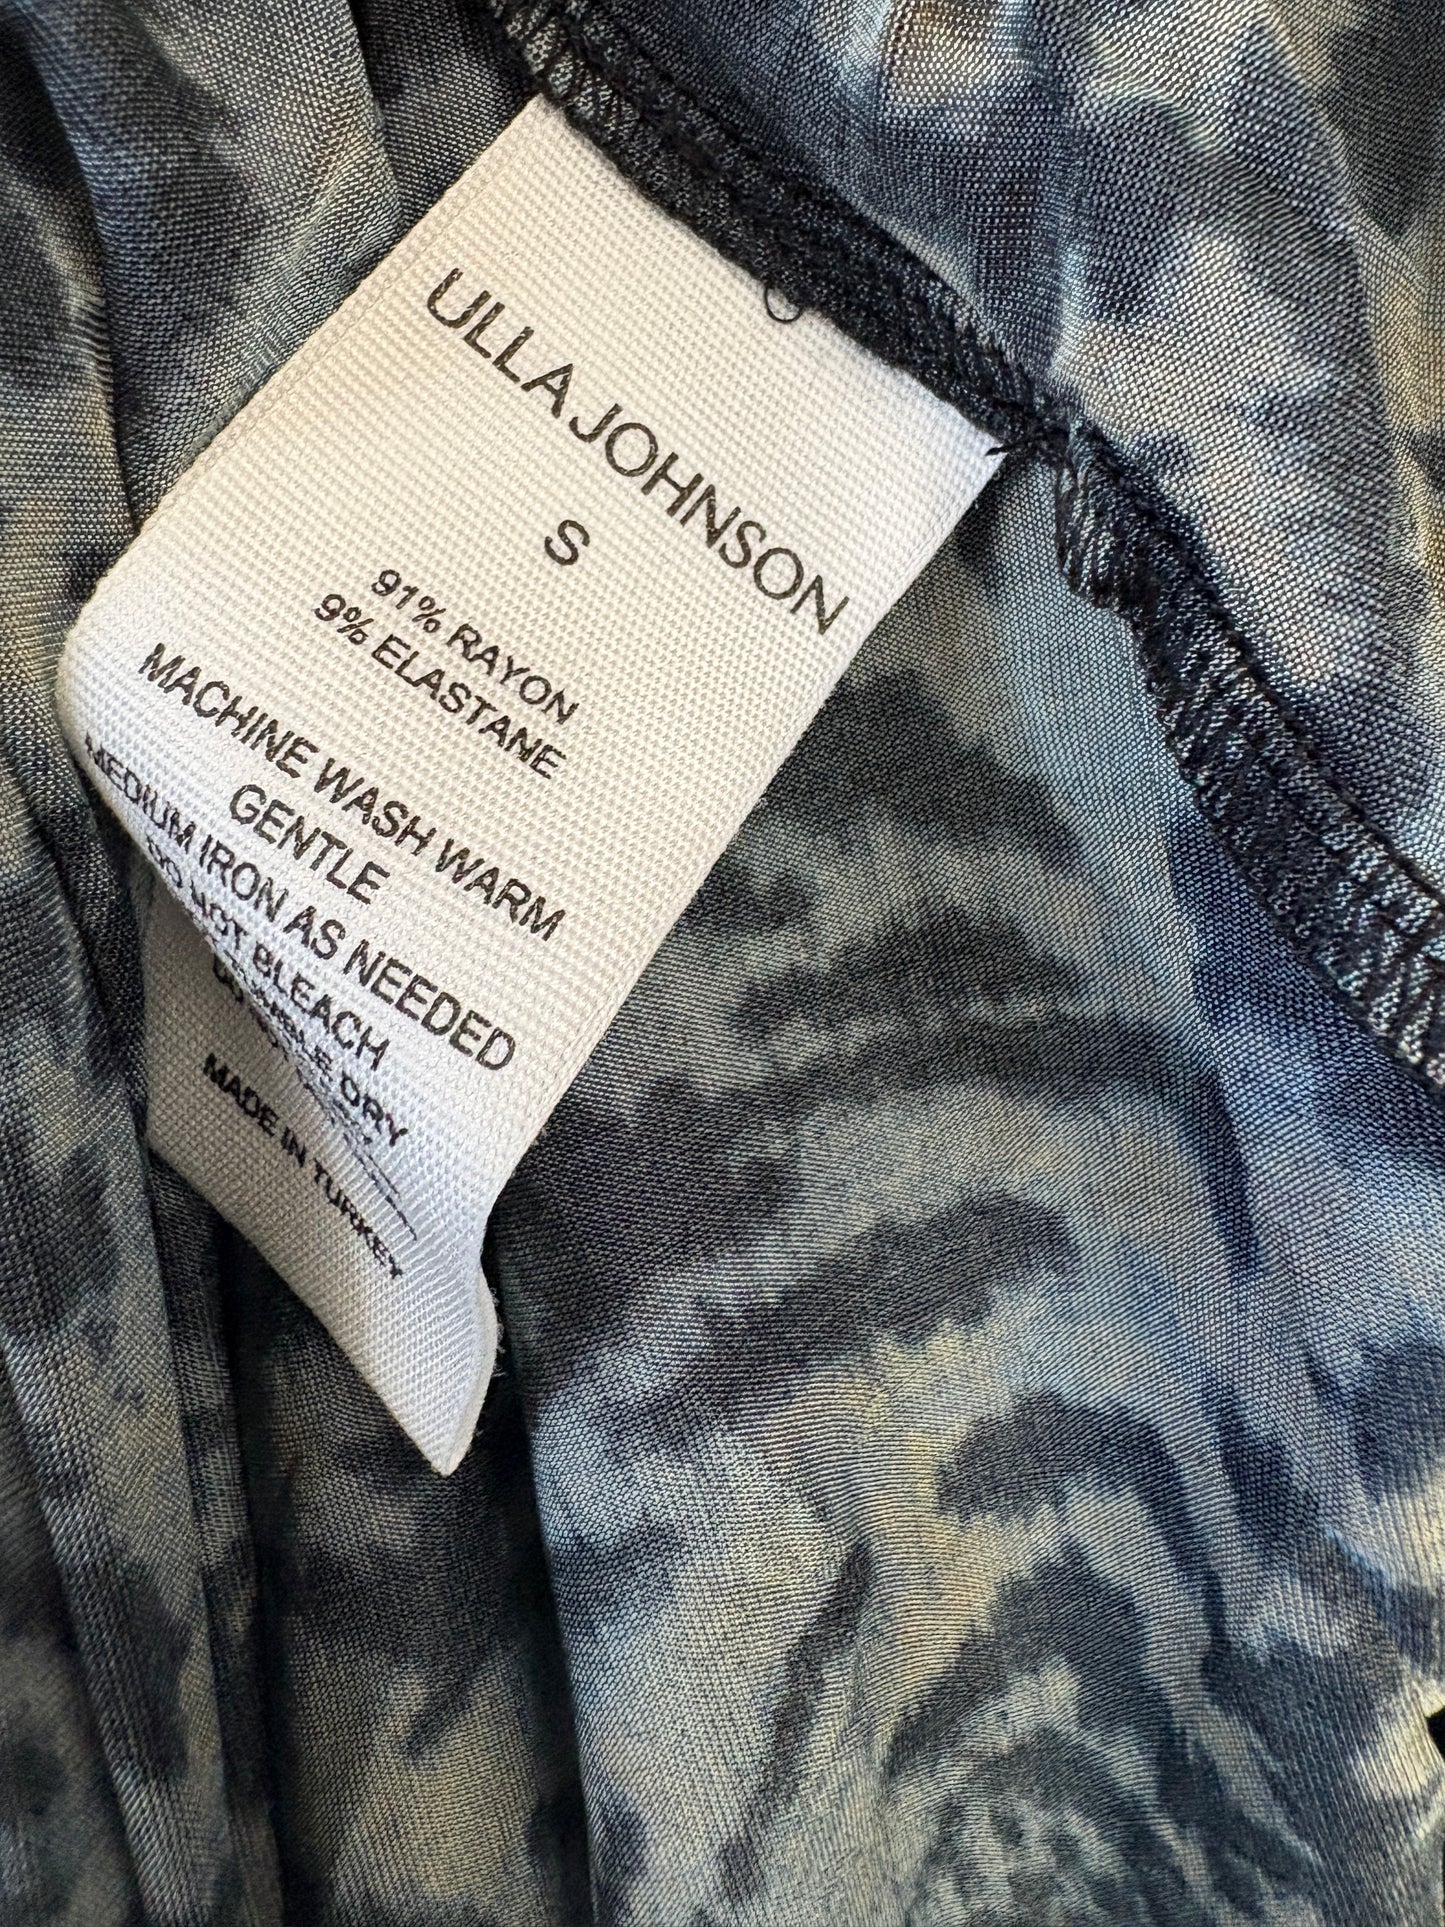 ULLA JOHNSON
S
91% RAYON
9% ELASTANE
MACHINE WASH WARM
GENTLE
MEDIUM IRON AS NEEDED
DO NOT BLEACH
DRY
MADE IN TURKEY